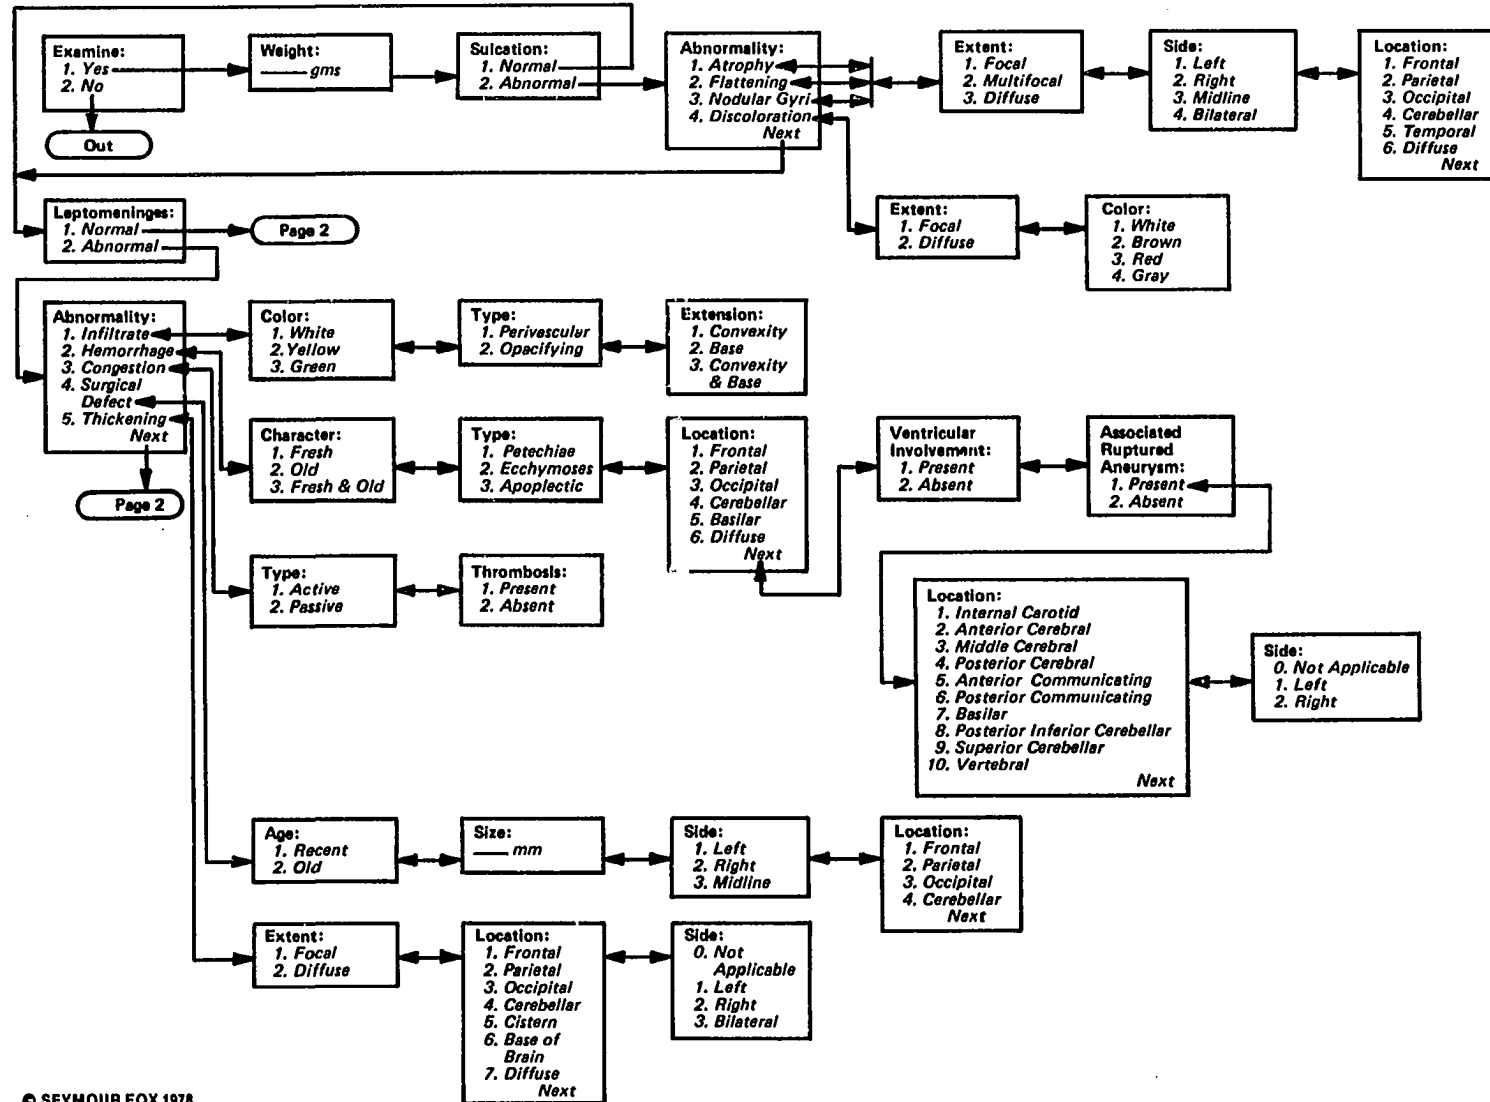 Examine:
1. Yes
2. No
Out
Weight:
____ gms
Sulcation:
1. Normal
2. Abnormal
Abnormality:
1. Atrophy
2. Flattening
3. Nodular Gyri
4. Discoloration
Next
Extent:
1. Focal
2. Multifocal
3. Diffuse
Side:
1. Left
2. Right
3. Midline
4. Bilateral
Location:
1. Frontal
2. Parietal
3. Occipital
4. Cerebellar
5. Temporal
6. Diffuse
Next
Leptomeninges:
1. Normal
2. Abnormal
Page 2
Extent:
1. Focal
2. Diffuse
Color:
1. White
2. Brown
3. Red
4. Gray
Abnormality:
1. Infiltrate
2. Hemorrhage
3. Congestion
4. Surgical
Defect
5. Thickening
Next
Page 2
Color:
1. White
2. Yellow
3. Green
Type:
1. Perivascular
2. Opacifying
Extension:
1. Convexity
2. Base
3. Convexity
& Base
Character:
1. Fresh
2. Old
3. Fresh & Old
Type:
1. Petechiae
2. Ecchymoses
3. Apoplectic
Location:
1. Frontal
2. Parietal
3. Occipital
4. Cerebellar
5. Basilar
6. Diffuse
Next
Ventricular
Involvement:
1. Present
2. Absent
Associated
Ruptured
Aneurysm:
1. Present
2. Absent
Type:
1. Active
2. Passive
Thrombosis:
1. Present
2. Absent
Location:
1. Internal Carotid
2. Anterior Cerebral
3. Middle Cerebral
4. Posterior Cerebral
5. Anterior Communicating
6. Posterior Communicating
7. Basilar
8. Posterior Inferior Cerebellar
9. Superior Cerebellar
10. Vertebral
Next
Side:
0. Not Applicable
1. Left
2. Right
Age:
1. Recent
2. Old
Size:
____ mm
Side:
1. Left
2. Right
3. Midline
Location:
1. Frontal
2. Parietal
3. Occipital
4. Cerebellar
Next
Extent:
1. Focal
2. Diffuse
Location:
1. Frontal
2. Parietal
3. Occipital
4. Cerebellar
5. Cistern
6. Base of
Brain
7. Diffuse
Next
Side:
0. Not
Applicable
1. Left
2. Right
3. Bilateral
© SEYMOUR FOX 1978